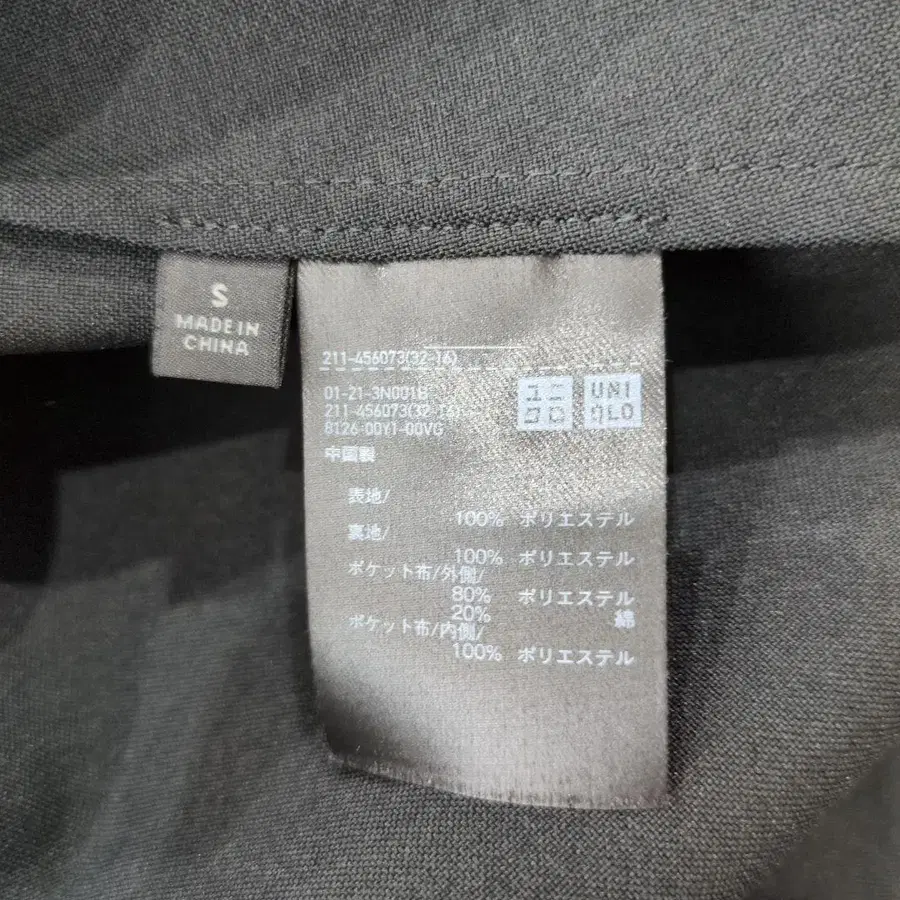 S
MADE IN
CHINA
211-456073(32-16)
01-21-3N001B
211-456073(32-16)
8126-00Y1-00VG
中国製
ユニ
クロ
UNI
QLO
表地/
100% ポリエステル
裏地/
100% ポリエステル
ポケット布/外側/
80% ポリエステル
20% 綿
ポケット布/内側/
100% ポリエステル